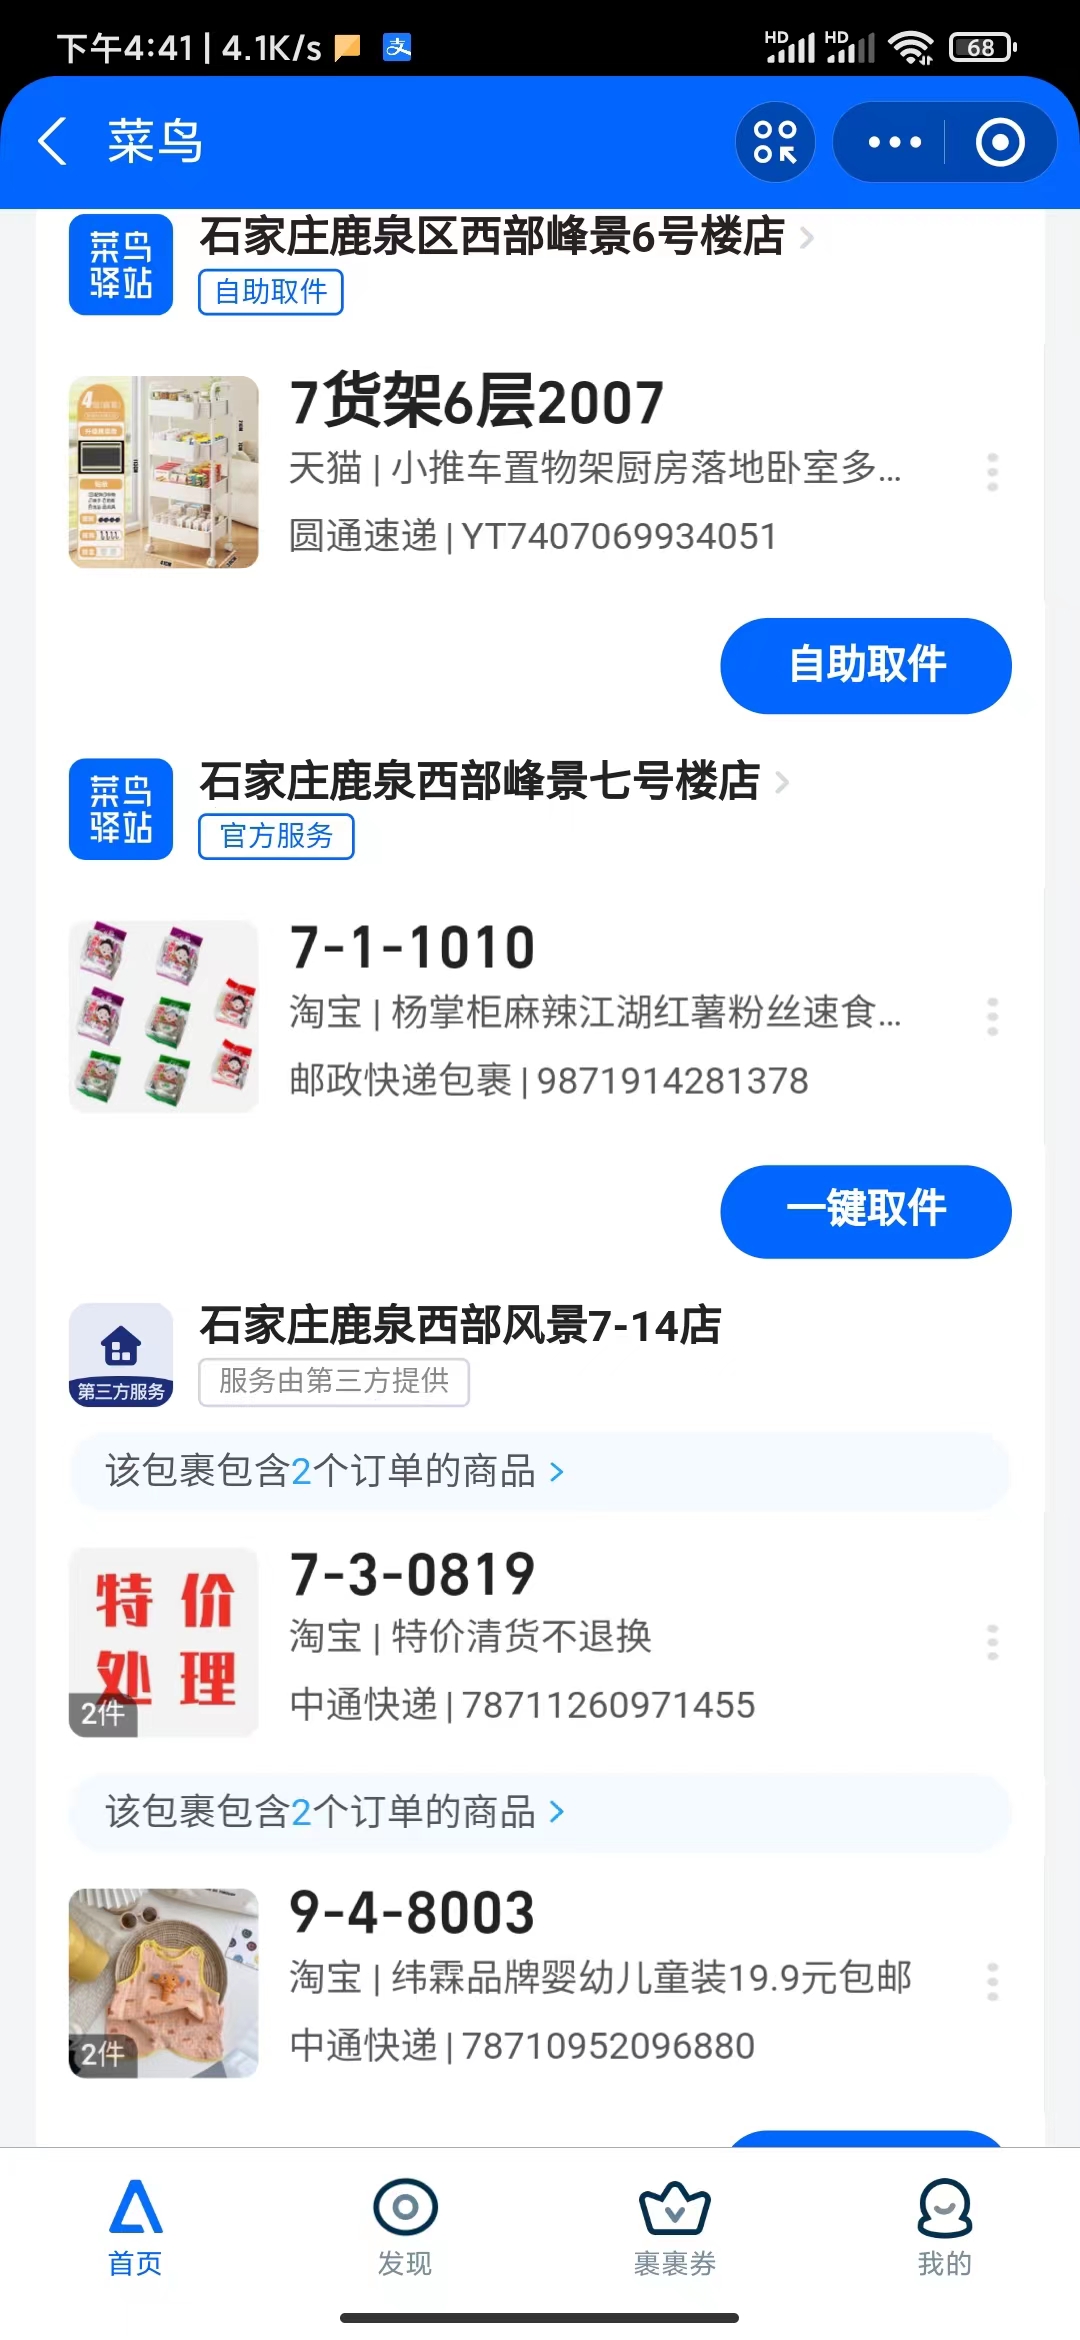 下午4:41 | 4.1K/s
支
HD
HD
68
菜鸟
菜鸟
驿站
石家庄鹿泉区西部峰景6号楼店
自助取件
7货架6层2007
天猫 | 小推车置物架厨房落地卧室多...
圆通速递 | YT7407069934051
自助取件
菜鸟
驿站
石家庄鹿泉西部峰景七号楼店
官方服务
7-1-1010
淘宝 | 杨掌柜麻辣江湖红薯粉丝速食...
邮政快递包裹 | 9871914281378
一键取件
第三方服务
石家庄鹿泉西部风景7-14店
服务由第三方提供
该包裹包含2个订单的商品
特 价
处 理
2件
7-3-0819
淘宝 | 特价清货不退换
中通快递 | 78711260971455
该包裹包含2个订单的商品
2件
9-4-8003
淘宝 | 纬霖品牌婴幼儿童装19.9元包邮
中通快递 | 78710952096880
首页
发现
裹裹券
我的